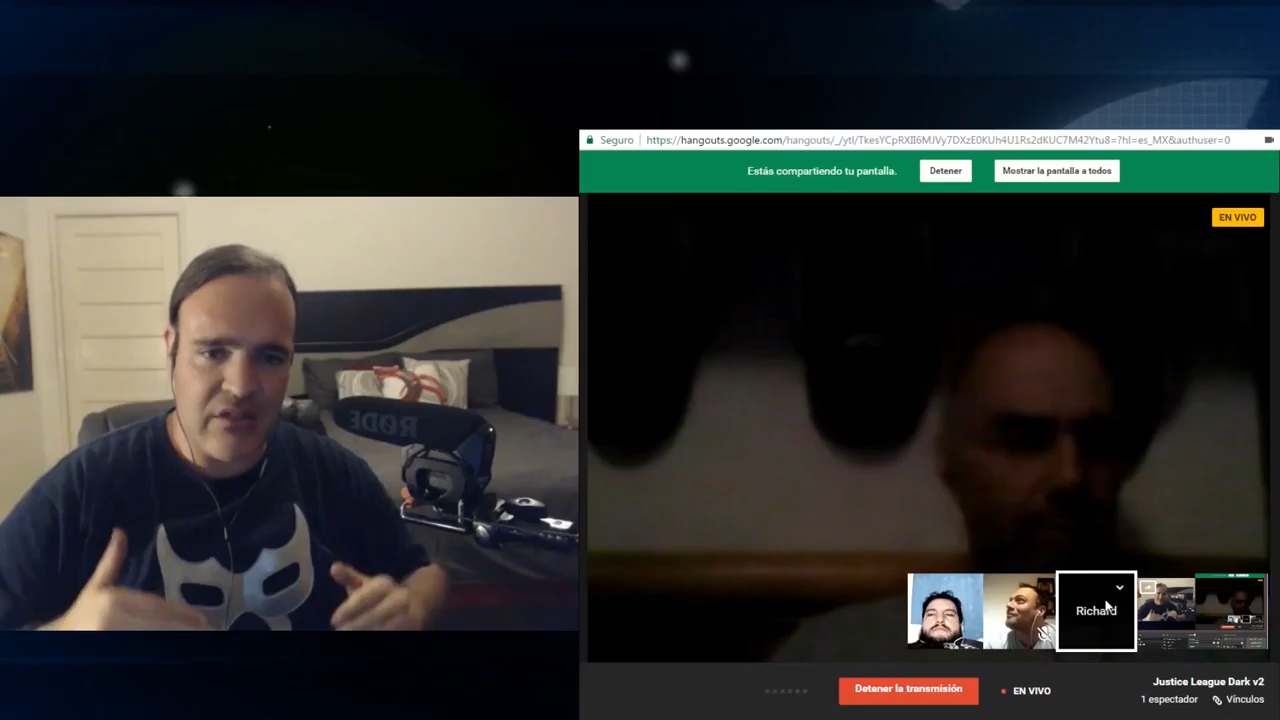 Seguro https://hangouts.google.com/hangouts/_/ytl/TkesYCpRXII6MJVy7DXzE0KUh4U1Rs2dKUC7M42Ytu8=?hl=es_MX&authuser=0
Estás compartiendo tu pantalla. Detener Mostrar la pantalla a todos
EN VIVO
RØDE
Richard
Detener la transmisión
EN VIVO
Justice League Dark v2
1 espectador Vínculos